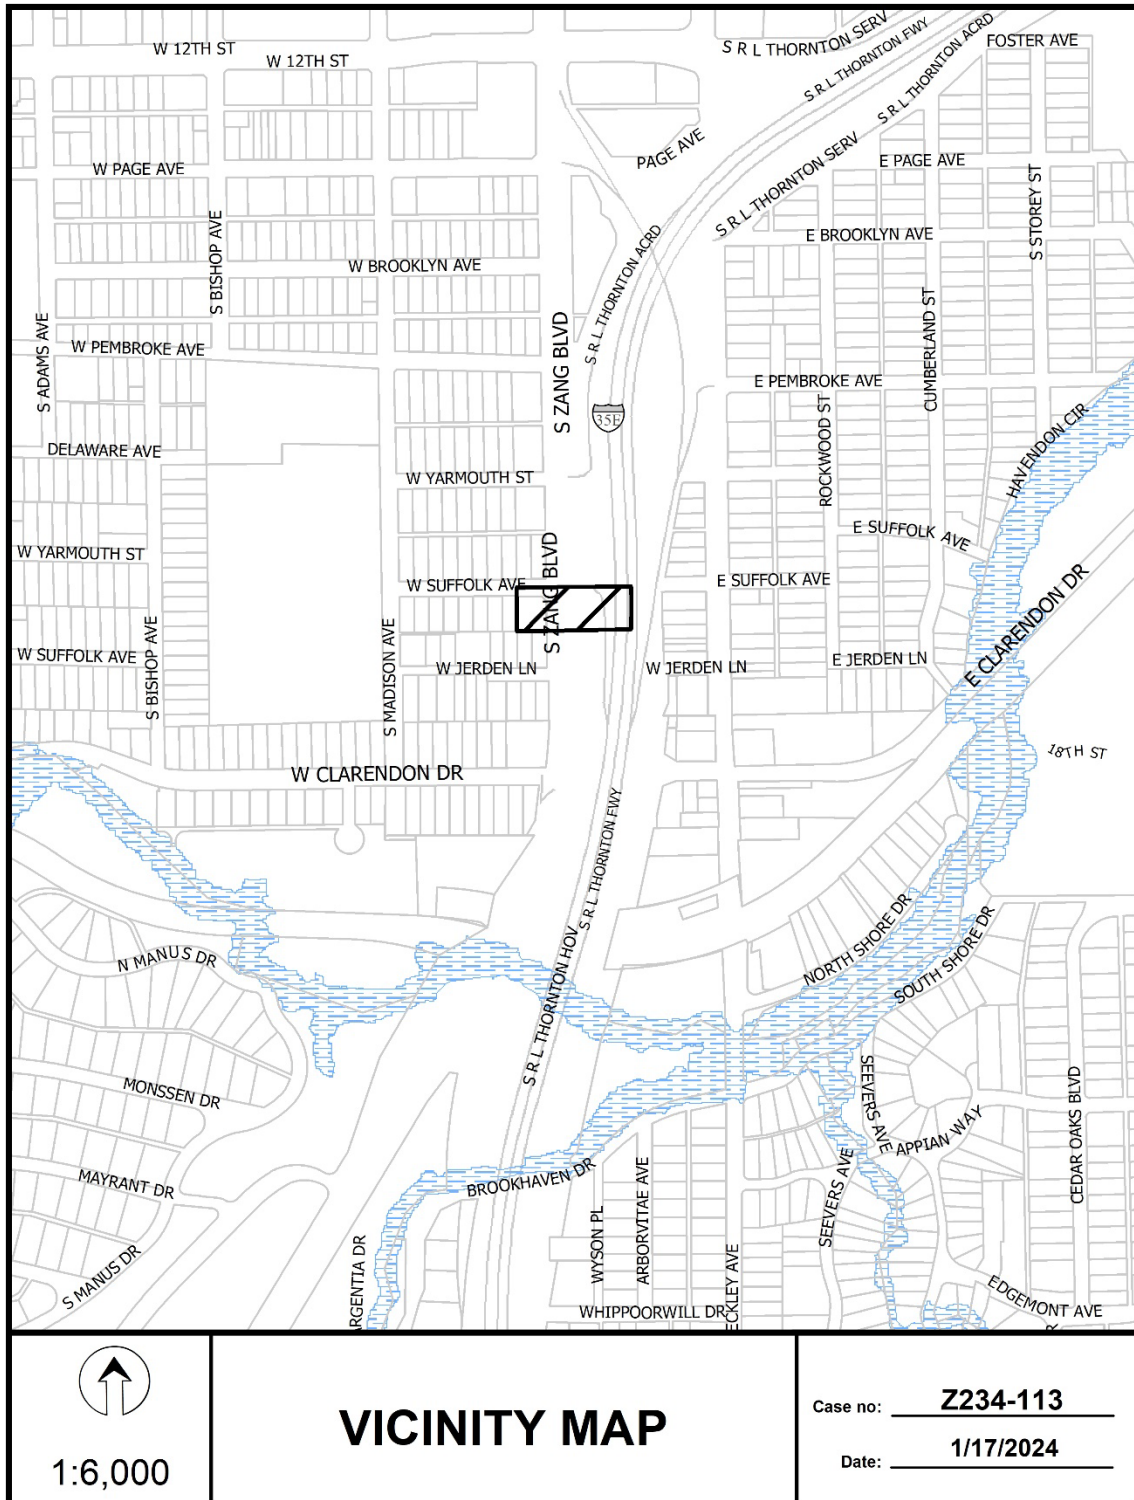 W 12TH ST
W 12TH ST
S R L THORNTON SERV
S R L THORNTON FWY
S R L THORNTON ACRD
FOSTER AVE
PAGE AVE
W PAGE AVE
S R L THORNTON SERV
E PAGE AVE
S STOREY ST
S BISHOP AVE
E BROOKLYN AVE
W BROOKLYN AVE
S R L THORNTON ACRD
S ADAMS AVE
W PEMBROKE AVE
S ZANG BLVD
CUMBERLAND ST
E PEMBROKE AVE
35E
ROCKWOOD ST
HAVENDON CIR
DELAWARE AVE
W YARMOUTH ST
E SUFFOLK AVE
W YARMOUTH ST
S ZANG BLVD
W SUFFOLK AVE
E SUFFOLK AVE
E CLARENDON DR
S BISHOP AVE
W SUFFOLK AVE
S MADISON AVE
W JERDEN LN
W JERDEN LN
E JERDEN LN
18TH ST
W CLARENDON DR
S R L THORNTON FWY
N MANUS DR
S R L THORNTON HOV
NORTH SHORE DR
SOUTH SHORE DR
MONSSEN DR
SEEVERS AVE
APPIAN WAY
CEDAR OAKS BLVD
MAYRANT DR
BROOKHAVEN DR
WYSON PL
ARBORVITAE AVE
SEEVERS AVE
S MANUS DR
RGENTIA DR
ECKLEY AVE
WHIPPOORWILL DR
EDGEMONT AVE
R
1:6,000
VICINITY MAP
Case no: Z234-113
Date: 1/17/2024